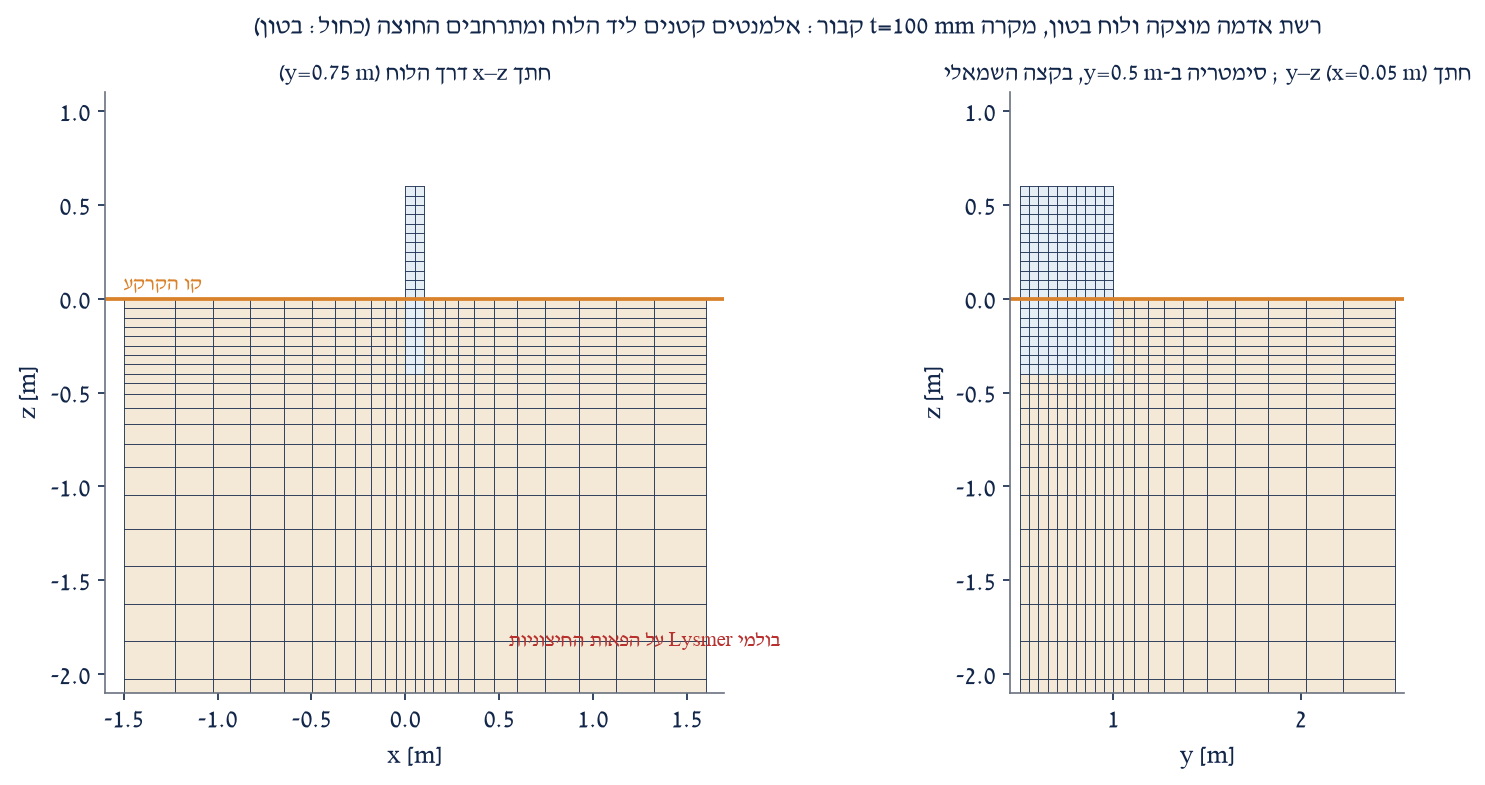 רשת אדמה מוצקה ולוח בטון, מקרה t=100 mm קבור : אלמנטים קטנים ליד הלוח ומתרחבים החוצה (כחול : בטון)
חתך x–z דרך הלוח (y=0.75 m)
1.0
0.5
0.0
-0.5
-1.0
-1.5
-2.0
z [m]
קו הקרקע
בולמי Lysmer על הפאות החיצוניות
-1.5 -1.0 -0.5 0.0 0.5 1.0 1.5
x [m]
חתך y–z (x=0.05 m) ; סימטריה ב-y=0.5 m, בקצה השמאלי
1.0
0.5
0.0
-0.5
-1.0
-1.5
-2.0
z [m]
1 2
y [m]